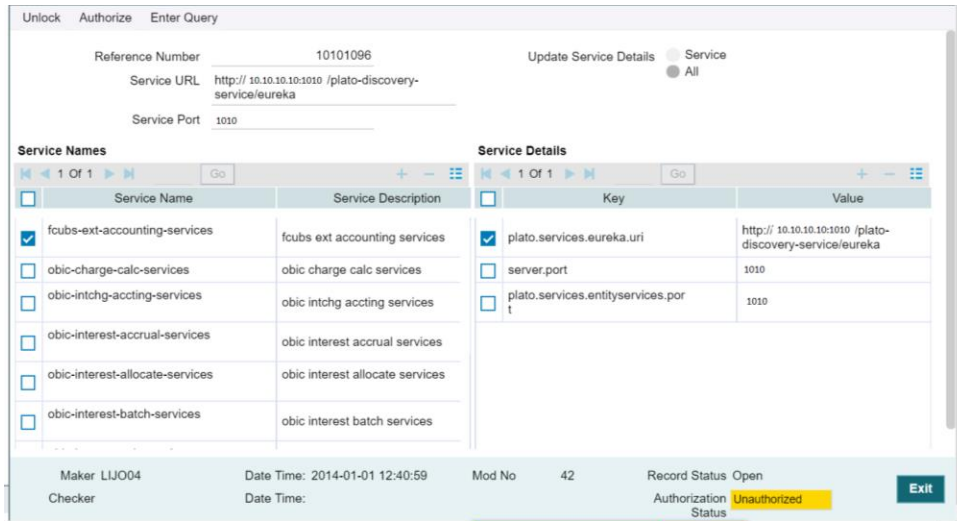 Unlock Authorize Enter Query
Reference Number 10101096 Update Service Details Service
All
Service URL http:// 10.10.10.10:1010 /plato-discovery-
service/eureka
Service Port 1010
Service Names Service Details
1 Of 1 Go 1 Of 1 Go
Service Name Service Description Key Value
fcubs-ext-accounting-services fcubs ext accounting services plato.services.eureka.uri http:// 10.10.10.10:1010 /plato-
discovery-service/eureka
obic-charge-calc-services obic charge calc services server.port 1010
obic-intchg-accting-services obic intchg accting services plato.services.entityservices.por
t 1010
obic-interest-accrual-services obic interest accrual services
obic-interest-allocate-services obic interest allocate services
obic-interest-batch-services obic interest batch services
Maker LIJO04 Date Time: 2014-01-01 12:40:59 Mod No 42 Record Status Open
Exit
Checker Date Time: Authorization Unauthorized
Status